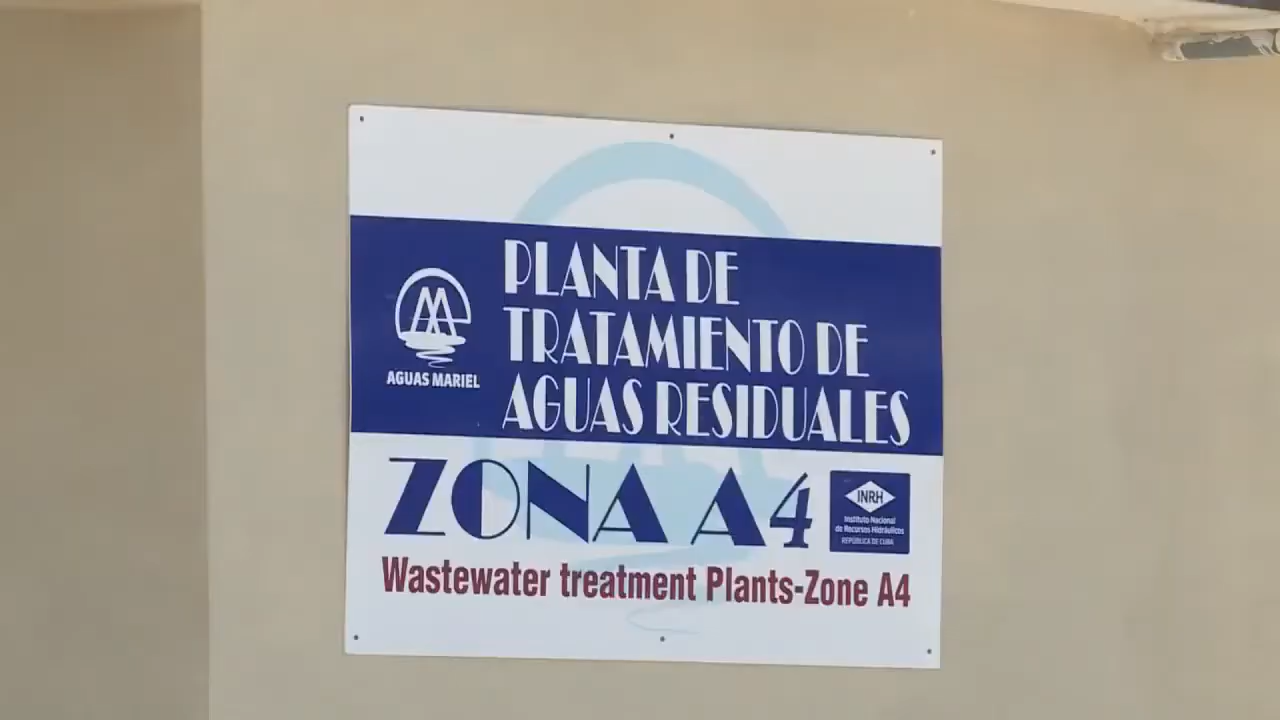 PLANTA DE
TRATAMIENTO DE
AGUAS RESIDUALES
AGUAS MARIEL
ZONA A4
INRH
Instituto Nacional
de Recursos Hidráulicos
REPÚBLICA DE CUBA
Wastewater treatment Plants-Zone A4